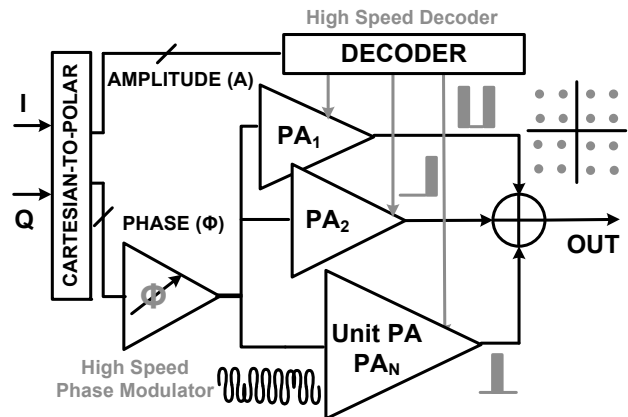 High Speed Decoder
DECODER
AMPLITUDE (A)
I
Q
CARTESIAN-TO-POLAR
PA1
PHASE (Φ)
PA2
OUT
Φ
Unit PA
PAN
High Speed
Phase Modulator